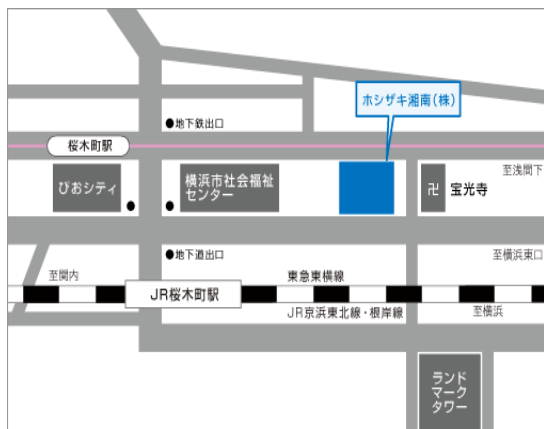 ホシザキ湘南(株)
●地下鉄出口
桜木町駅
ぴおシティ
横浜市社会福祉
センター
卍
宝光寺
至浅間下
●地下道出口
至関内
東急東横線
至横浜東口
JR桜木町駅
JR京浜東北線・根岸線
至横浜
ランド
マーク
タワー